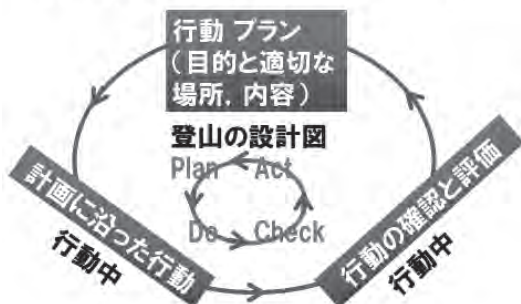 行動 プラン
（目的と適切な
場所，内容）
登山の設計図
Plan Act
Do Check
計画に沿った行動
行動中
行動の確認と評価
行動中